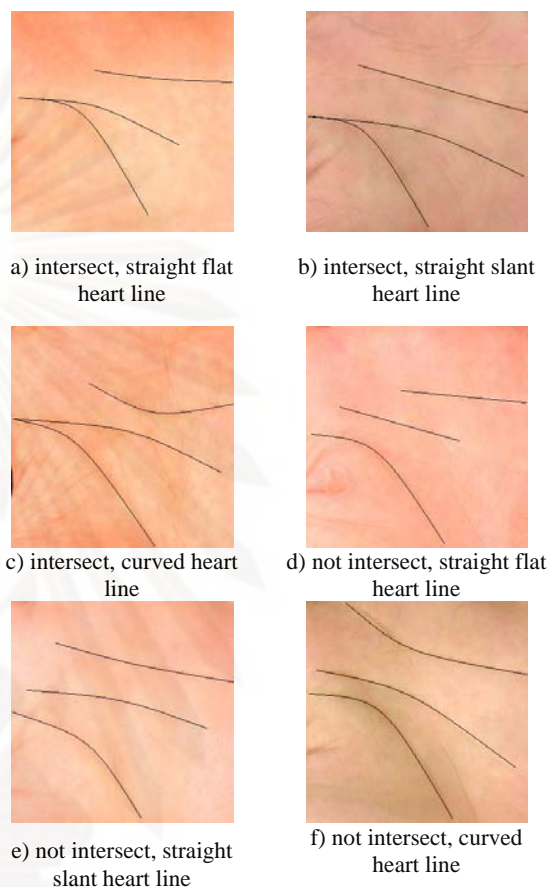 a) intersect, straight flat
heart line
b) intersect, straight slant
heart line
c) intersect, curved heart
line
d) not intersect, straight flat
heart line
e) not intersect, straight
slant heart line
f) not intersect, curved
heart line